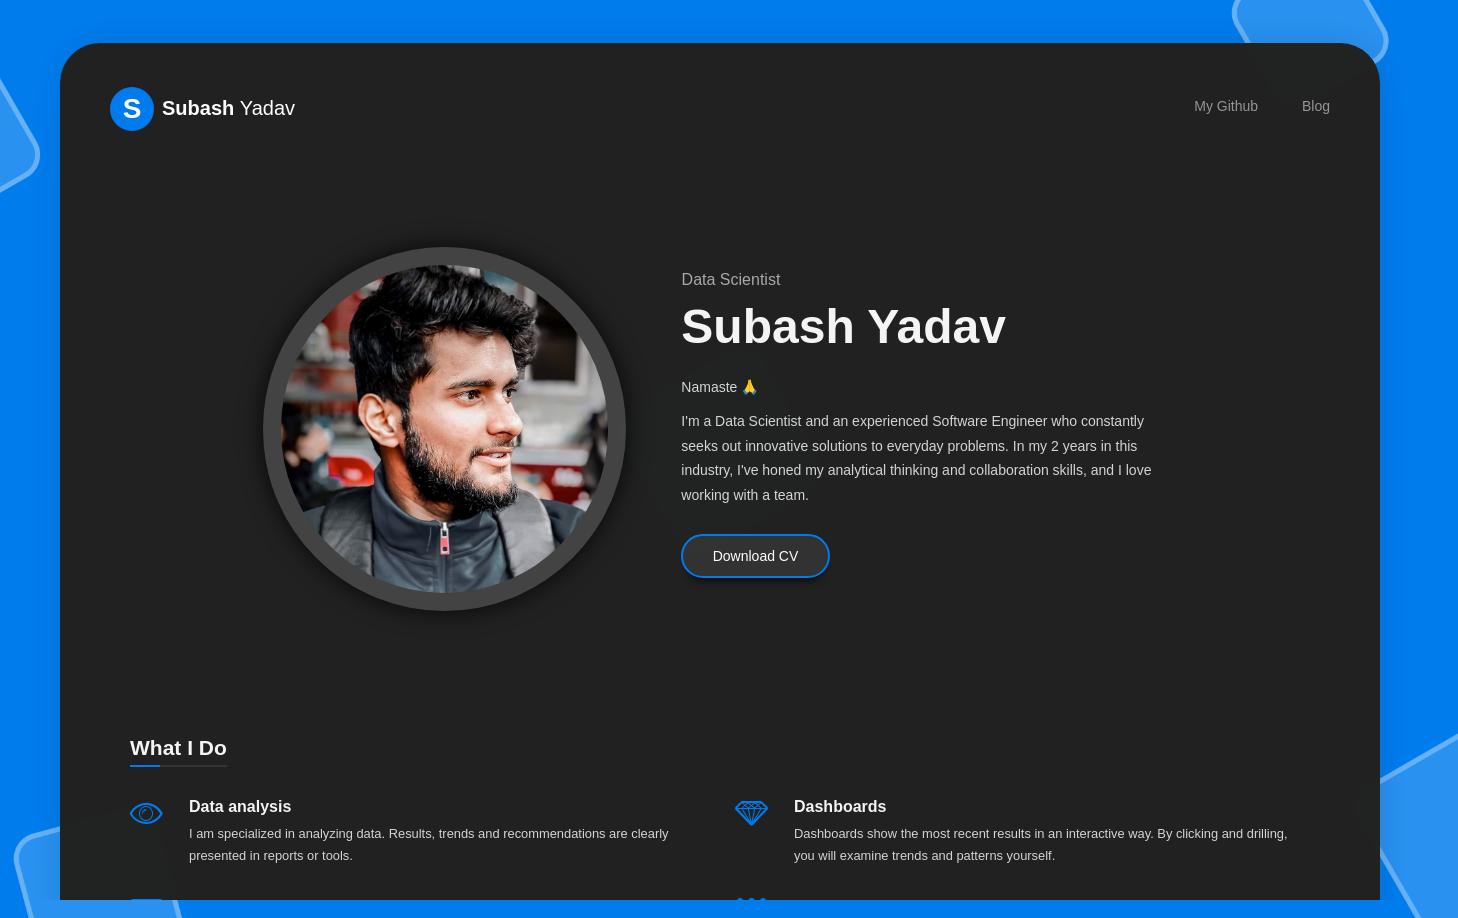 S Subash Yadav
My Github Blog
Data Scientist
Subash Yadav
Namaste 🙏
I'm a Data Scientist and an experienced Software Engineer who constantly
seeks out innovative solutions to everyday problems. In my 2 years in this
industry, I've honed my analytical thinking and collaboration skills, and I love
working with a team.
Download CV
What I Do
Data analysis
I am specialized in analyzing data. Results, trends and recommendations are clearly
presented in reports or tools.
Dashboards
Dashboards show the most recent results in an interactive way. By clicking and drilling,
you will examine trends and patterns yourself.